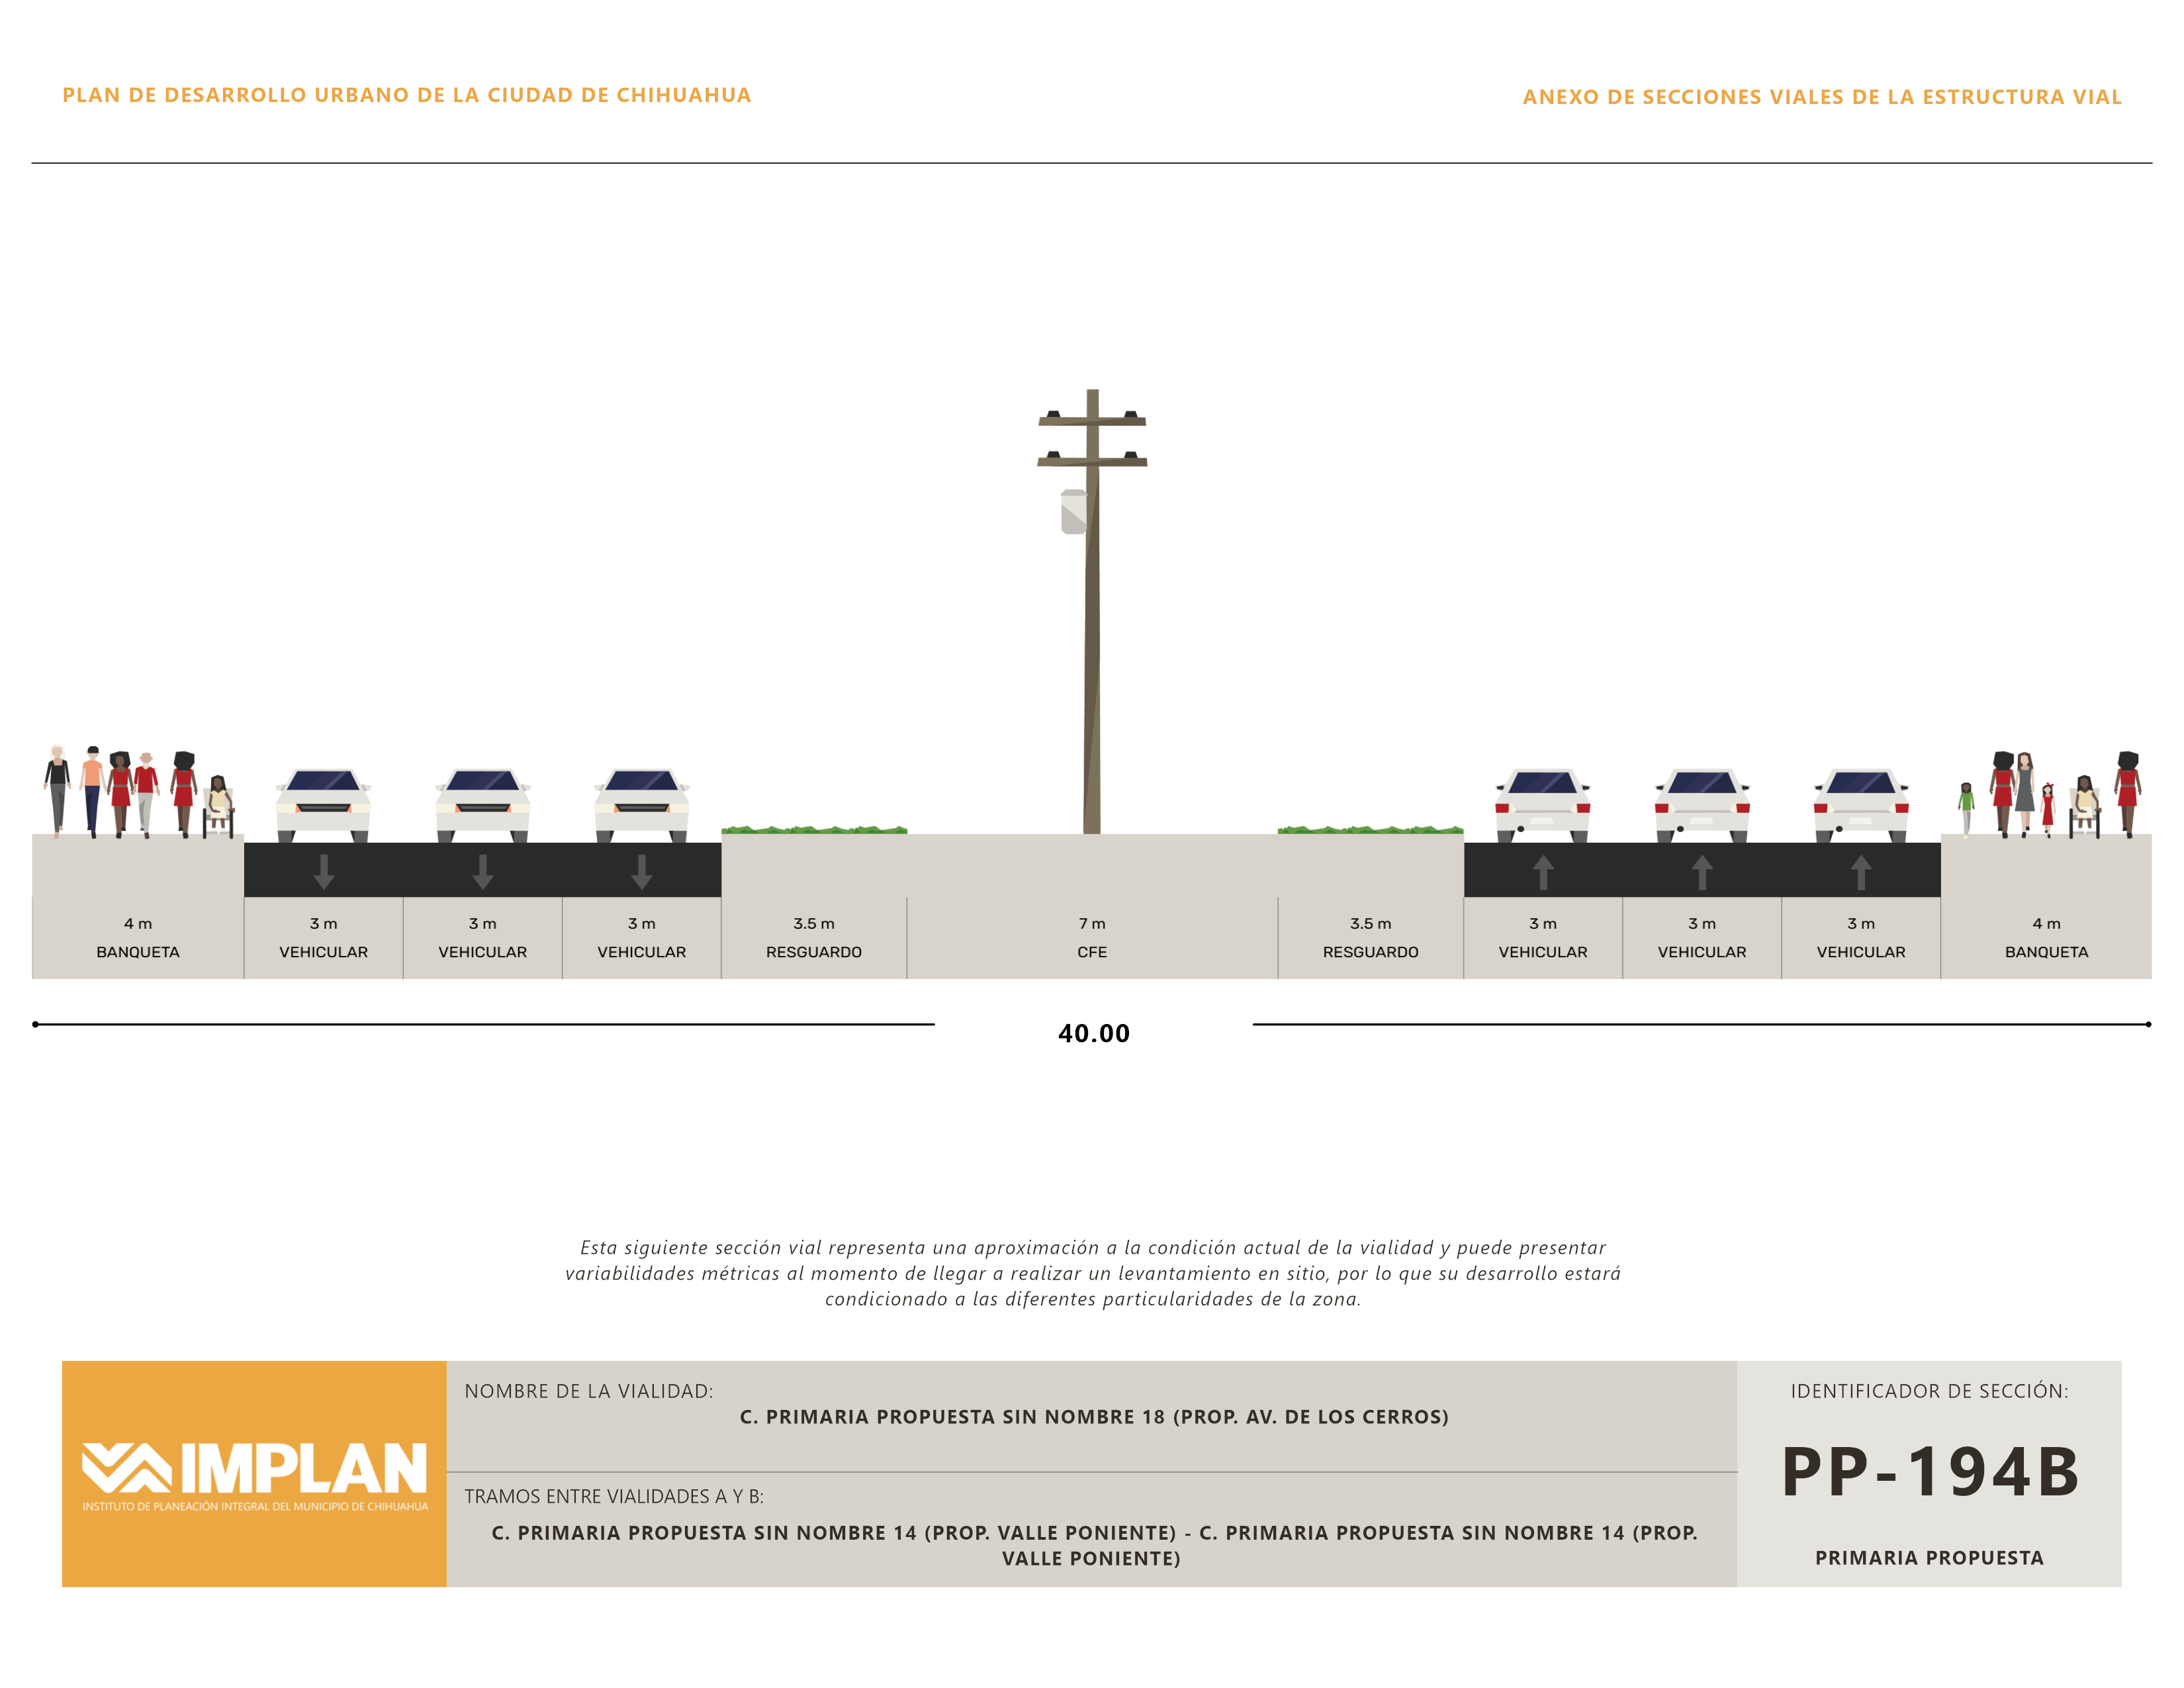 PLAN DE DESARROLLO URBANO DE LA CIUDAD DE CHIHUAHUA
ANEXO DE SECCIONES VIALES DE LA ESTRUCTURA VIAL
4 m 3 m 3 m 3 m 3.5 m 7 m 3.5 m 3 m 3 m 3 m 4 m
BANQUETA VEHICULAR VEHICULAR VEHICULAR RESGUARDO CFE RESGUARDO VEHICULAR VEHICULAR VEHICULAR BANQUETA
40.00
Esta siguiente sección vial representa una aproximación a la condición actual de la vialidad y puede presentar
variabilidades métricas al momento de llegar a realizar un levantamiento en sitio, por lo que su desarrollo estará
condicionado a las diferentes particularidades de la zona.
IMPLAN
INSTITUTO DE PLANEACIÓN INTEGRAL DEL MUNICIPIO DE CHIHUAHUA
NOMBRE DE LA VIALIDAD:
C. PRIMARIA PROPUESTA SIN NOMBRE 18 (PROP. AV. DE LOS CERROS)
TRAMOS ENTRE VIALIDADES A Y B:
C. PRIMARIA PROPUESTA SIN NOMBRE 14 (PROP. VALLE PONIENTE) - C. PRIMARIA PROPUESTA SIN NOMBRE 14 (PROP.
VALLE PONIENTE)
IDENTIFICADOR DE SECCIÓN:
PP-194B
PRIMARIA PROPUESTA